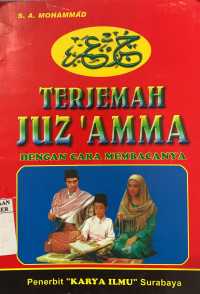 S. A. MOHAMMAD
جزء عم
TERJEMAH
JUZ 'AMMA
DENGAN CARA MEMBACANYA
Penerbit "KARYA ILMU" Surabaya